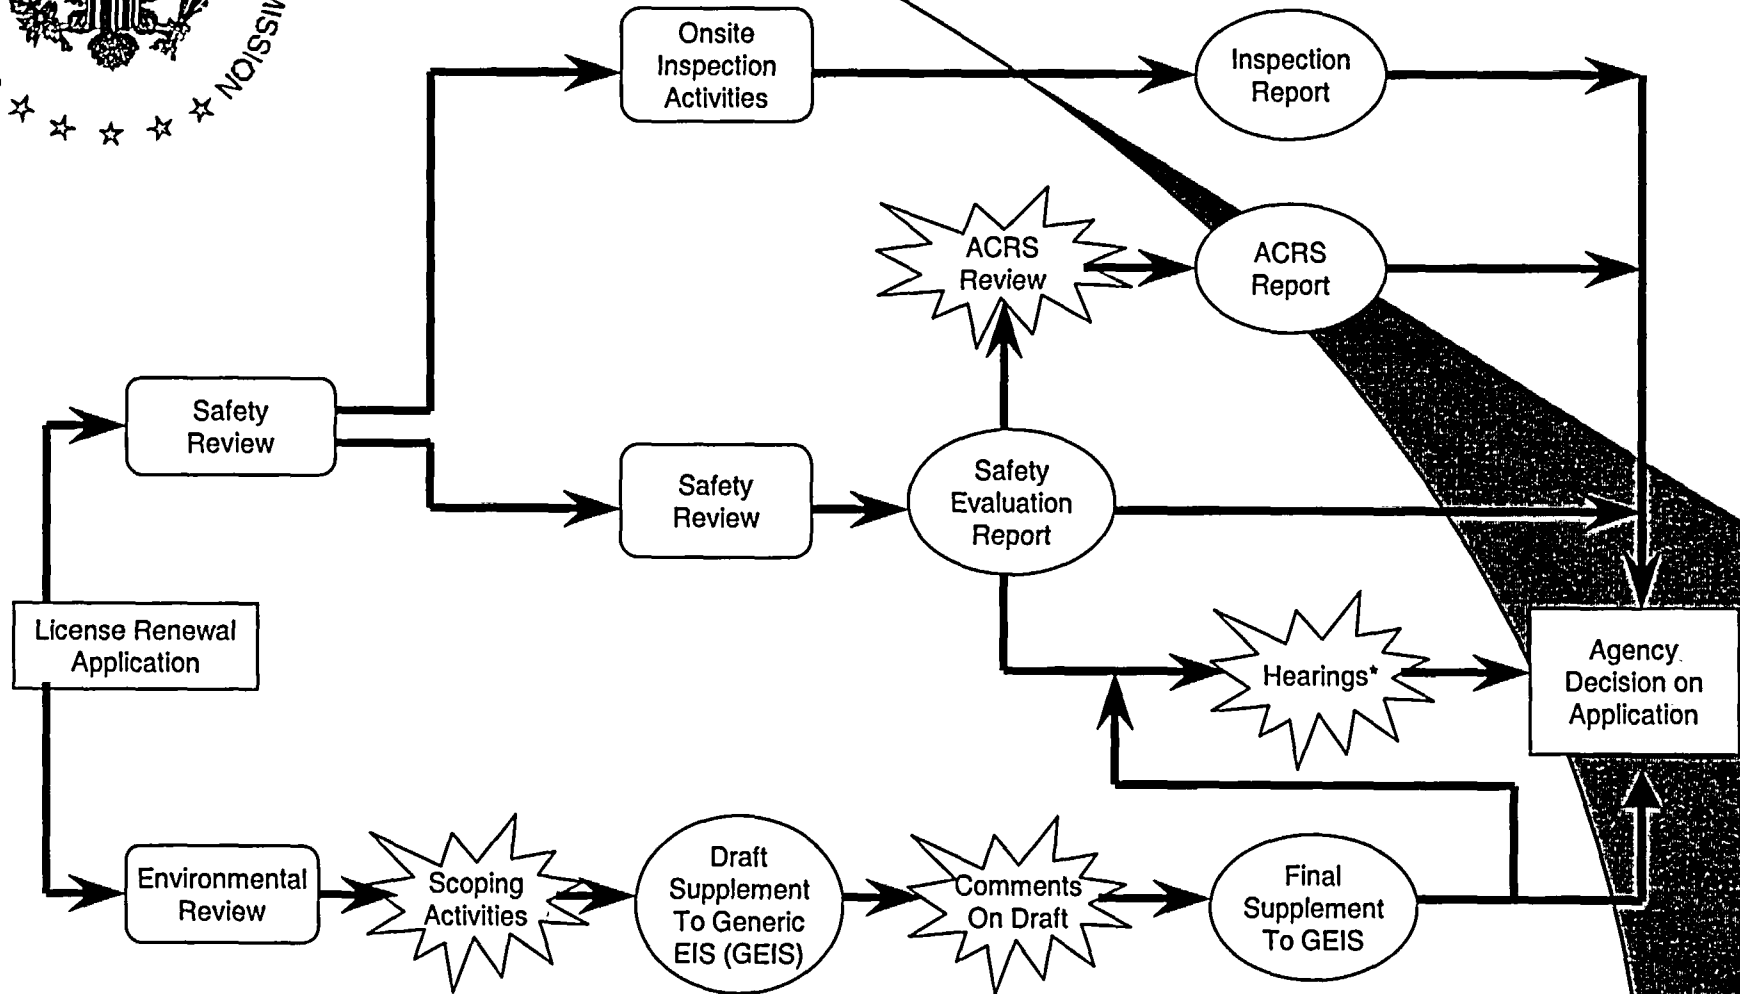 MISSION
Onsite
Inspection
Activities
Inspection
Report
ACRS
Review
ACRS
Report
Safety
Review
Safety
Review
Safety
Evaluation
Report
License Renewal
Application
Hearings*
Agency
Decision on
Application
Environmental
Review
Scoping
Activities
Draft
Supplement
To Generic
EIS (GEIS)
Comments
On Draft
Final
Supplement
To GEIS